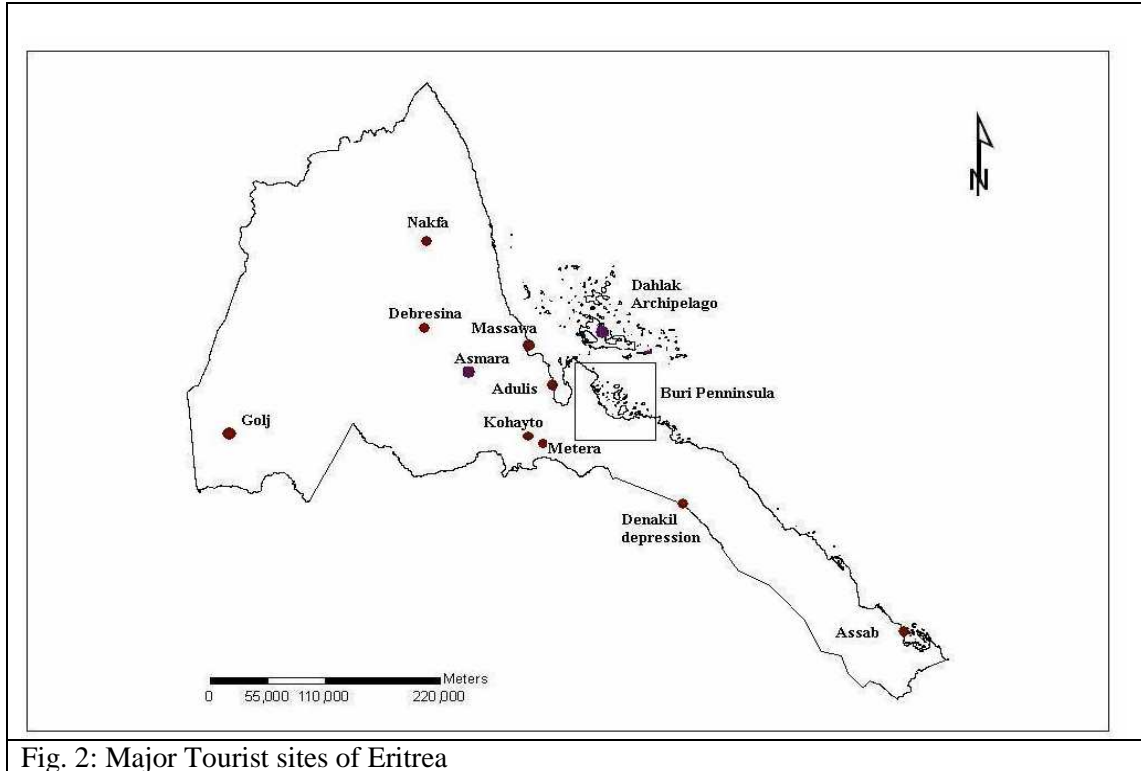 N
Nakfa
Dahlak
Archipelago
Debresina
Massawa
Asmara
Adulis
Buri Penninsula
Golj
Kohayto
Metera
Denakil
depression
Assab
Meters
0 55,000 110,000 220,000
Fig. 2: Major Tourist sites of Eritrea